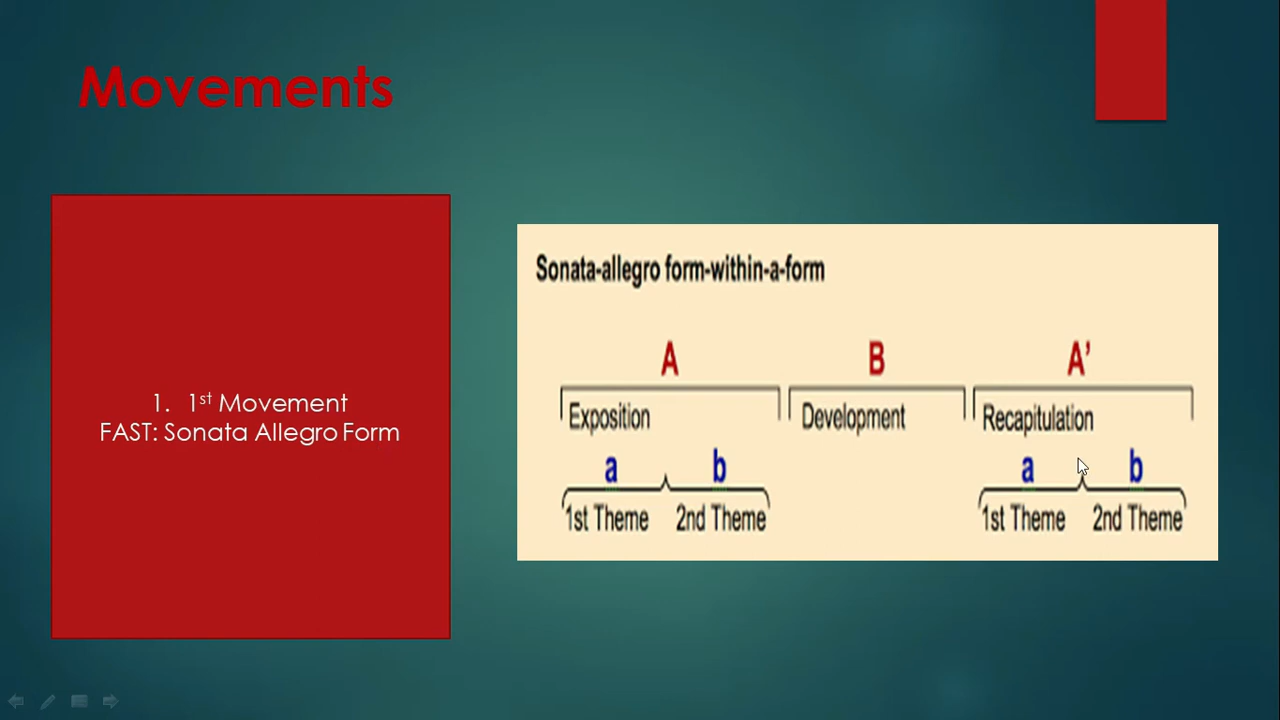 Movements
1. 1st Movement
FAST: Sonata Allegro Form
Sonata-allegro form-within-a-form
A B A’
Exposition Development Recapitulation
a b a b
1st Theme 2nd Theme 1st Theme 2nd Theme